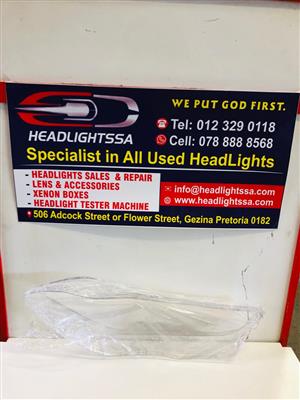 WE PUT GOD FIRST.
Tel: 012 329 0118
HEADLIGHTSSA
Cell: 078 888 8568
Specialist in All Used HeadLights
- HEADLIGHTS SALES & REPAIR
- LENS & ACCESSORIES
- XENON BOXES
- HEADLIGHT TESTER MACHINE
info@headlightssa.com
www.headlightssa.com
506 Adcock Street or Flower Street, Gezina Pretoria 0182